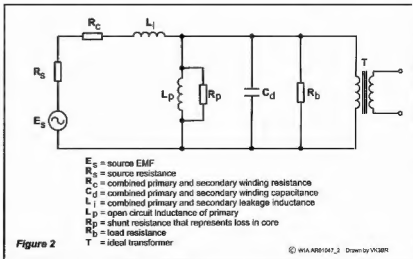 Rc
Li
Rs
Es
Lp
Rp
Cd
Rb
T
Es = source EMF
Rs = source resistance
Rc = combined primary and secondary winding resistance
Cd = combined primary and secondary winding capacitance
Li = combined primary and secondary leakage inductance
Lp = open circuit inductance of primary
Rp = shunt resistance that represents loss in core
Rb = load resistance
T = ideal transformer
Figure 2
© WIA AR81047_2 Drawn by VK3BR